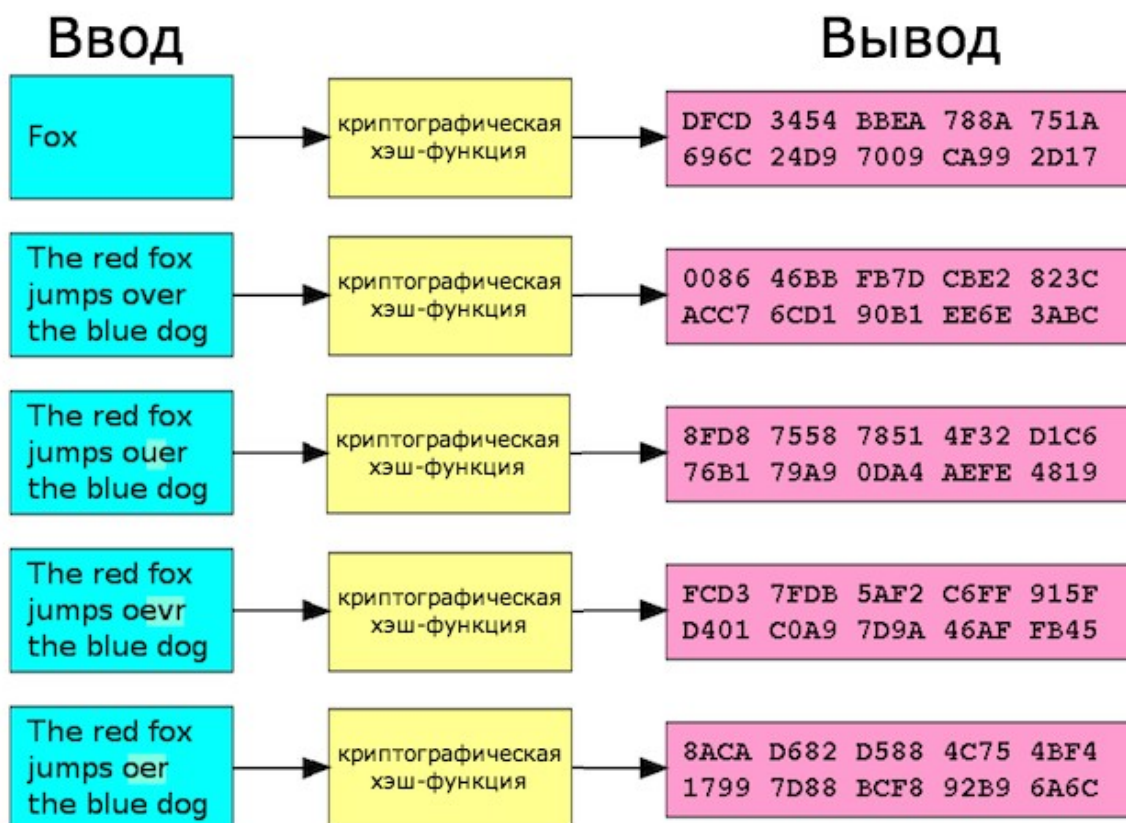 Ввод
Вывод
Fox
криптографическая
хэш-функция
DFCD 3454 BBEA 788A 751A
696C 24D9 7009 CA99 2D17
The red fox
jumps over
the blue dog
криптографическая
хэш-функция
0086 46BB FB7D CBE2 823C
ACC7 6CD1 90B1 EE6E 3ABC
The red fox
jumps ouer
the blue dog
криптографическая
хэш-функция
8FD8 7558 7851 4F32 D1C6
76B1 79A9 0DA4 AEFE 4819
The red fox
jumps oevr
the blue dog
криптографическая
хэш-функция
FCD3 7FDB 5AF2 C6FF 915F
D401 C0A9 7D9A 46AF FB45
The red fox
jumps oer
the blue dog
криптографическая
хэш-функция
8ACA D682 D588 4C75 4BF4
1799 7D88 BCF8 92B9 6A6C